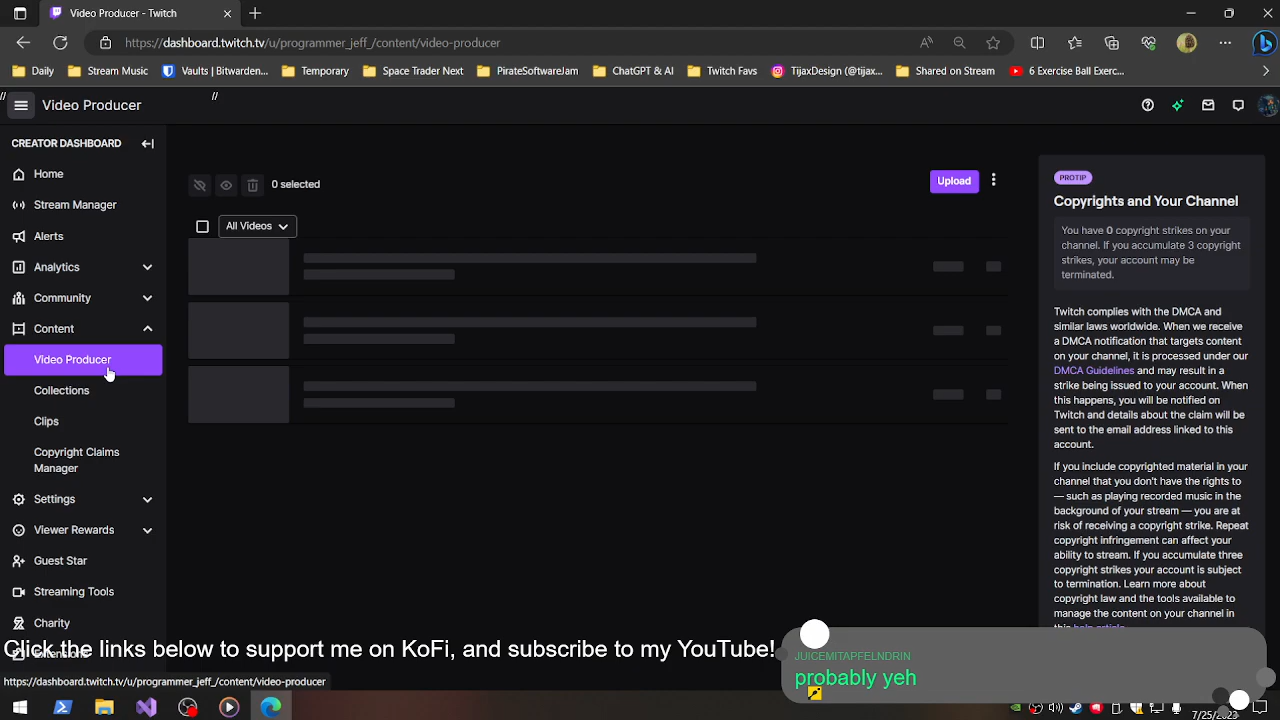 Video Producer - Twitch
https://dashboard.twitch.tv/u/programmer_jeff_/content/video-producer
Daily
Stream Music
Vaults | Bitwarden...
Temporary
Space Trader Next
PirateSoftwareJam
ChatGPT & AI
Twitch Favs
TijaxDesign (@tijax...
Shared on Stream
6 Exercise Ball Exerc...
//
//
Video Producer
CREATOR DASHBOARD
Home
Stream Manager
Alerts
Analytics
Community
Content
Video Producer
Collections
Clips
Copyright Claims
Manager
Settings
Viewer Rewards
Guest Star
Streaming Tools
Charity
0 selected
Upload
All Videos
PROTIP
Copyrights and Your Channel
You have 0 copyright strikes on your
channel. If you accumulate 3 copyright
strikes, your account may be
terminated.
Twitch complies with the DMCA and
similar laws worldwide. When we receive
a DMCA notification that targets content
on your channel, it is processed under our
DMCA Guidelines and may result in a
strike being issued to your account. When
this happens, you will be notified on
Twitch and details about the claim will be
sent to the email address linked to this
account.
If you include copyrighted material in your
channel that you don't have the rights to
— such as playing recorded music in the
background of your stream — you are at
risk of receiving a copyright strike. Repeat
copyright infringement can affect your
ability to stream. If you accumulate three
copyright strikes your account is subject
to termination. Learn more about
copyright law and the tools available to
manage the content on your channel in
this help article.
Click the links below to support me on KoFi, and subscribe to my YouTube!
JUICEMITAPFELNDRIN
probably yeh
https://dashboard.twitch.tv/u/programmer_jeff_/content/video-producer
7/25/2023